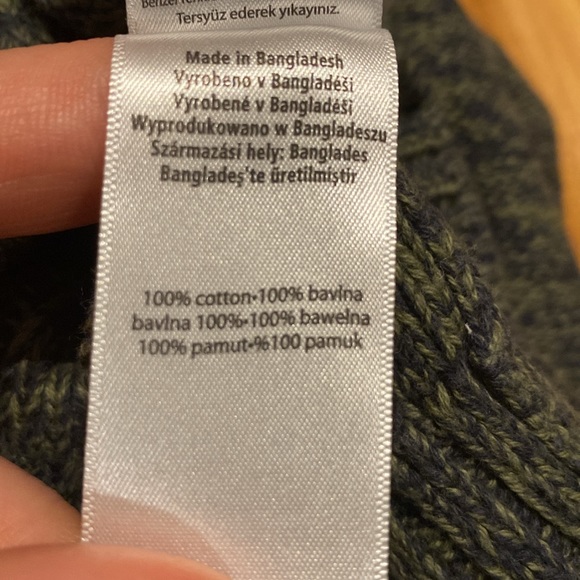 Tersyüz ederek yıkayınız.
Made in Bangladesh
Vyrobeno v Bangladéši
Vyrobené v Bangladéši
Wyprodukowano w Bangladeszu
Származási hely: Banglades
Bangladeş'te üretilmiştir
100% cotton•100% bavlna
bavlna 100%•100% bawełna
100% pamut•%100 pamuk